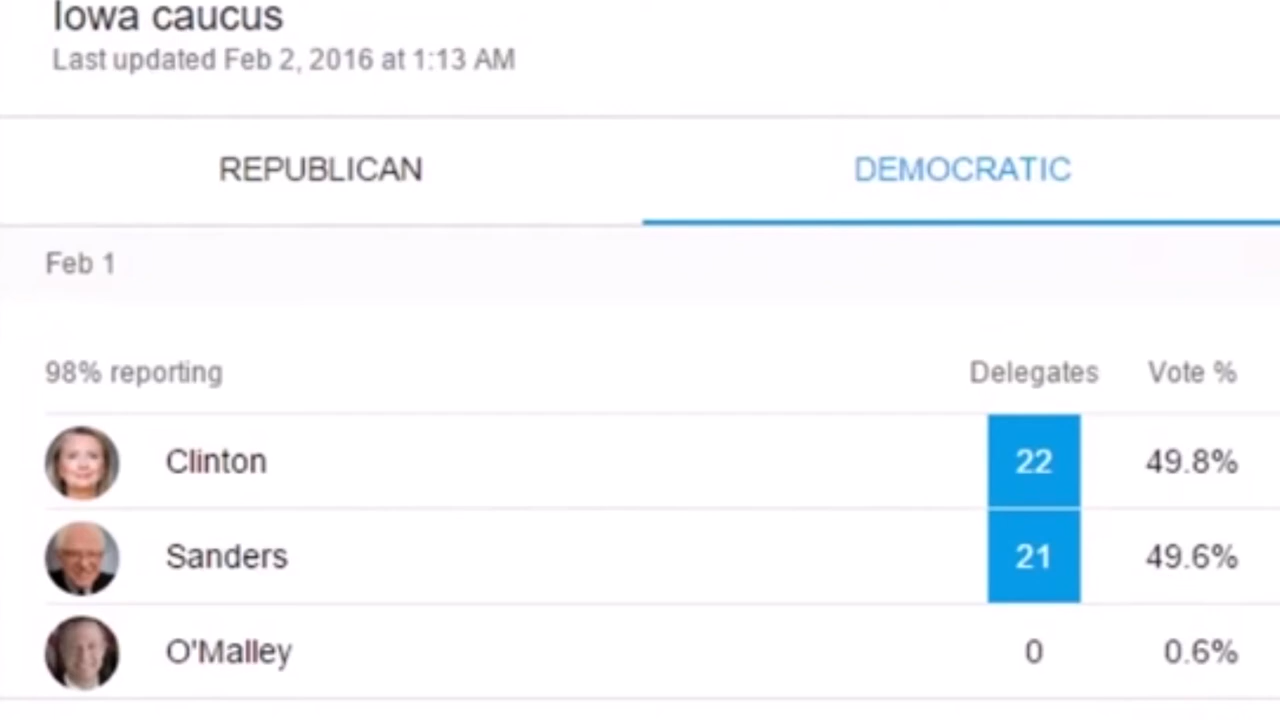 Iowa caucus
Last updated Feb 2, 2016 at 1:13 AM
REPUBLICAN DEMOCRATIC
Feb 1
98% reporting Delegates Vote %
Clinton 22 49.8%
Sanders 21 49.6%
O'Malley 0 0.6%